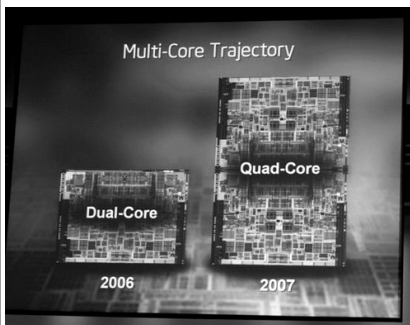 Multi-Core Trajectory
Dual-Core
Quad-Core
2006
2007